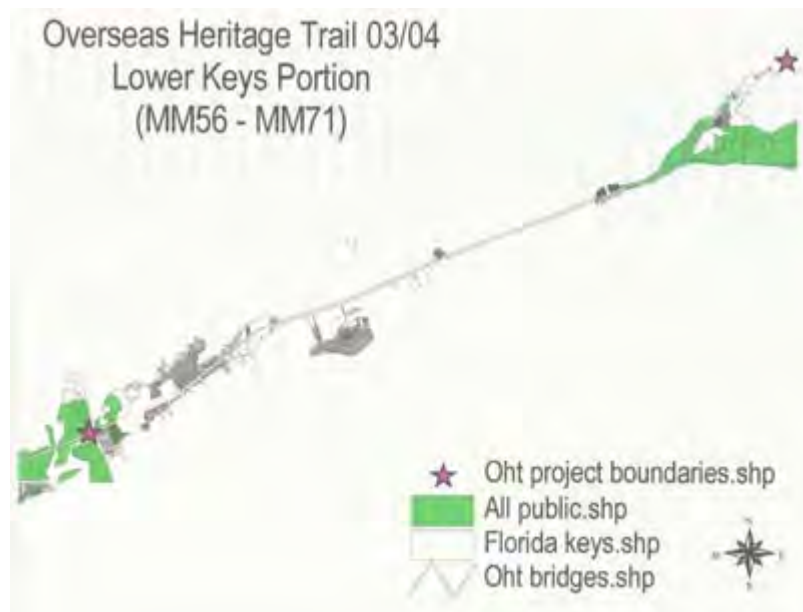 Overseas Heritage Trail 03/04
Lower Keys Portion
(MM56 - MM71)
Oht project boundaries.shp
All public.shp
Florida keys.shp
Oht bridges.shp